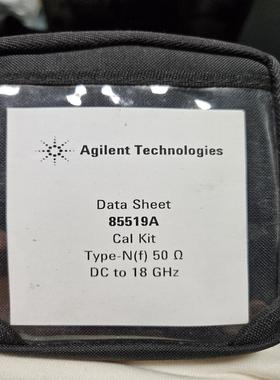 Agilent Technologies
Data Sheet
85519A
Cal Kit
Type-N(f) 50 Ω
DC to 18 GHz